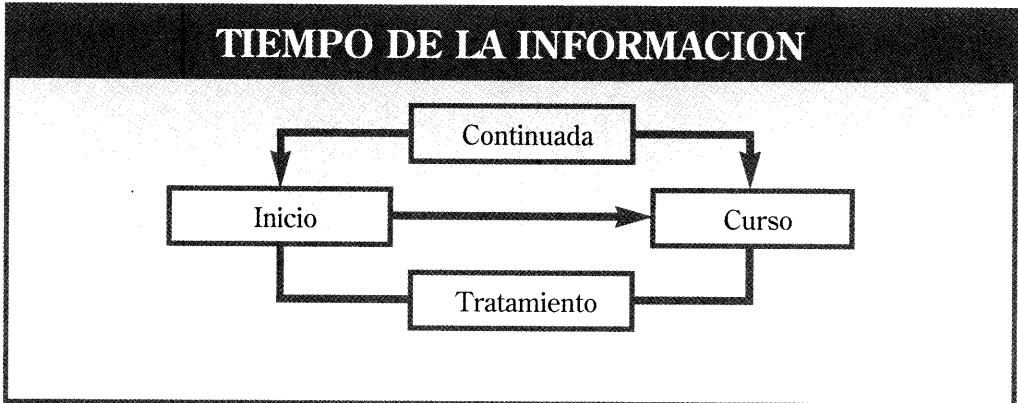 TIEMPO DE LA INFORMACION
Continuada
Inicio
Curso
Tratamiento